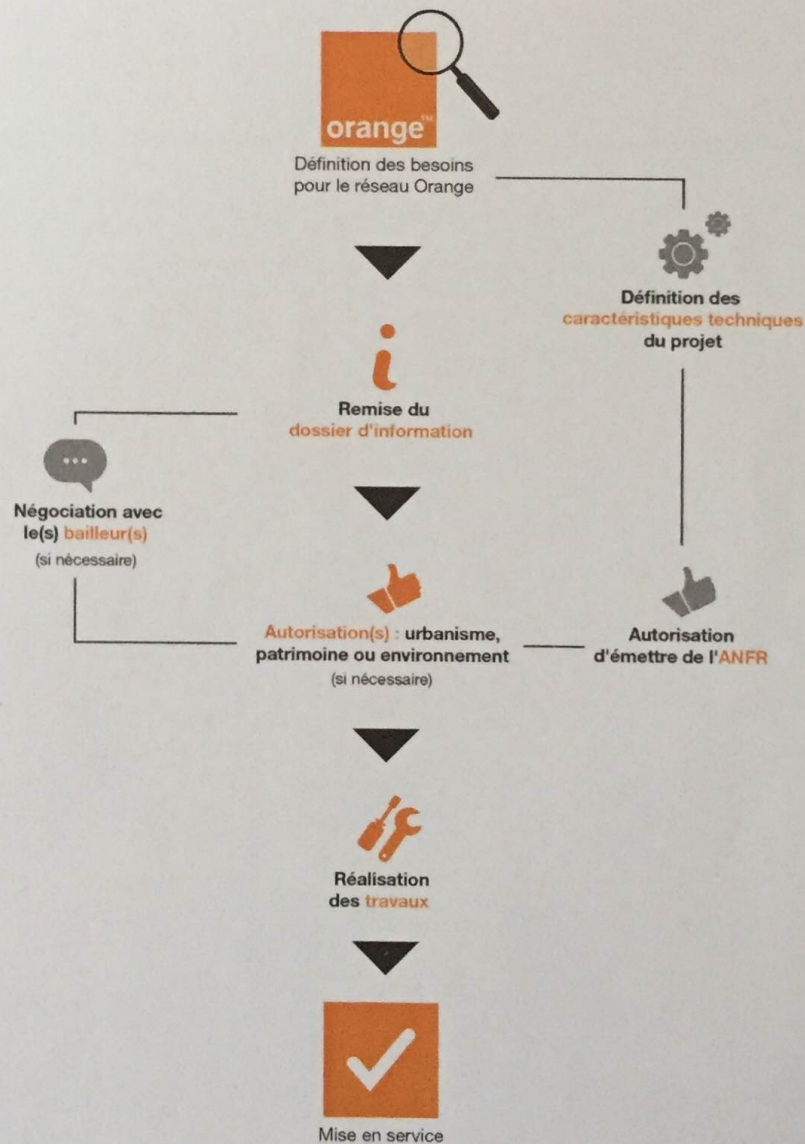 orange™
Définition des besoins
pour le réseau Orange
Définition des
caractéristiques techniques
du projet
Remise du
dossier d'information
Négociation avec
le(s) bailleur(s)
(si nécessaire)
Autorisation(s) : urbanisme,
patrimoine ou environnement
(si nécessaire)
Autorisation
d'émettre de l'ANFR
Réalisation
des travaux
Mise en service